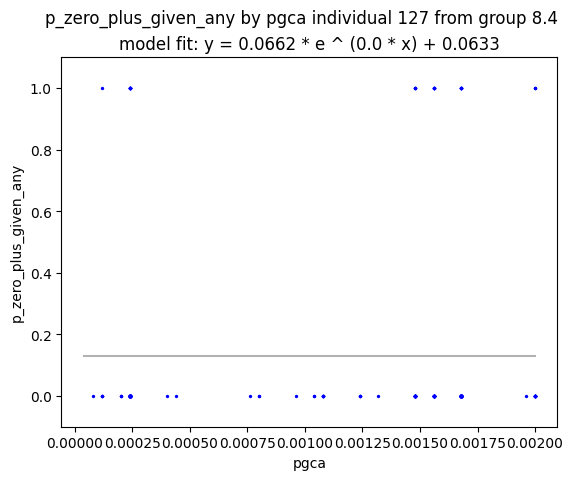 p_zero_plus_given_any by pgca individual 127 from group 8.4
model fit: y = 0.0662 * e ^ (0.0 * x) + 0.0633
1.0
0.8
0.6
0.4
0.2
0.0
p_zero_plus_given_any
0.00000 0.00025 0.00050 0.00075 0.00100 0.00125 0.00150 0.00175 0.00200
pgca